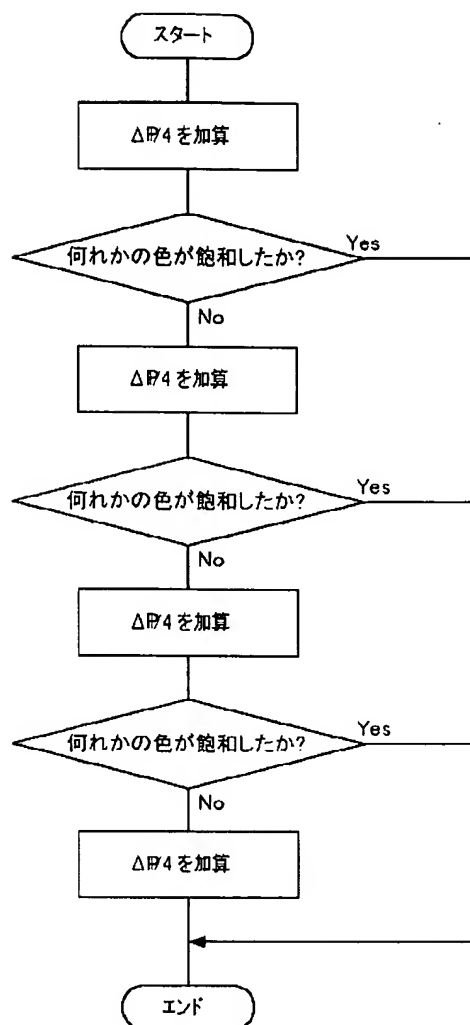 スタート
ΔP/4を加算
何れかの色が飽和したか?
Yes
No
ΔP/4を加算
何れかの色が飽和したか?
Yes
No
ΔP/4を加算
何れかの色が飽和したか?
Yes
No
ΔP/4を加算
エンド